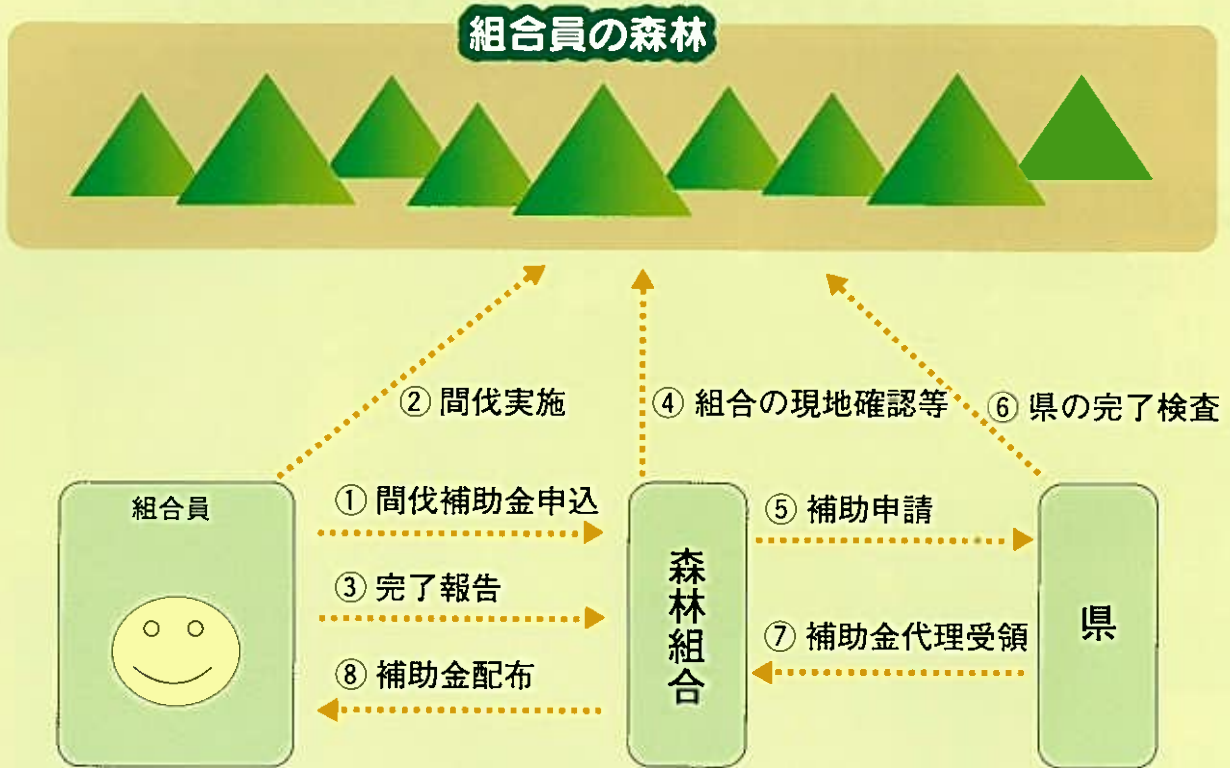 組合員の森林
② 間伐実施
④ 組合の現地確認等
⑥ 県の完了検査
組合員
① 間伐補助金申込
③ 完了報告
⑧ 補助金配布
森林組合
⑤ 補助申請
⑦ 補助金代理受領
県